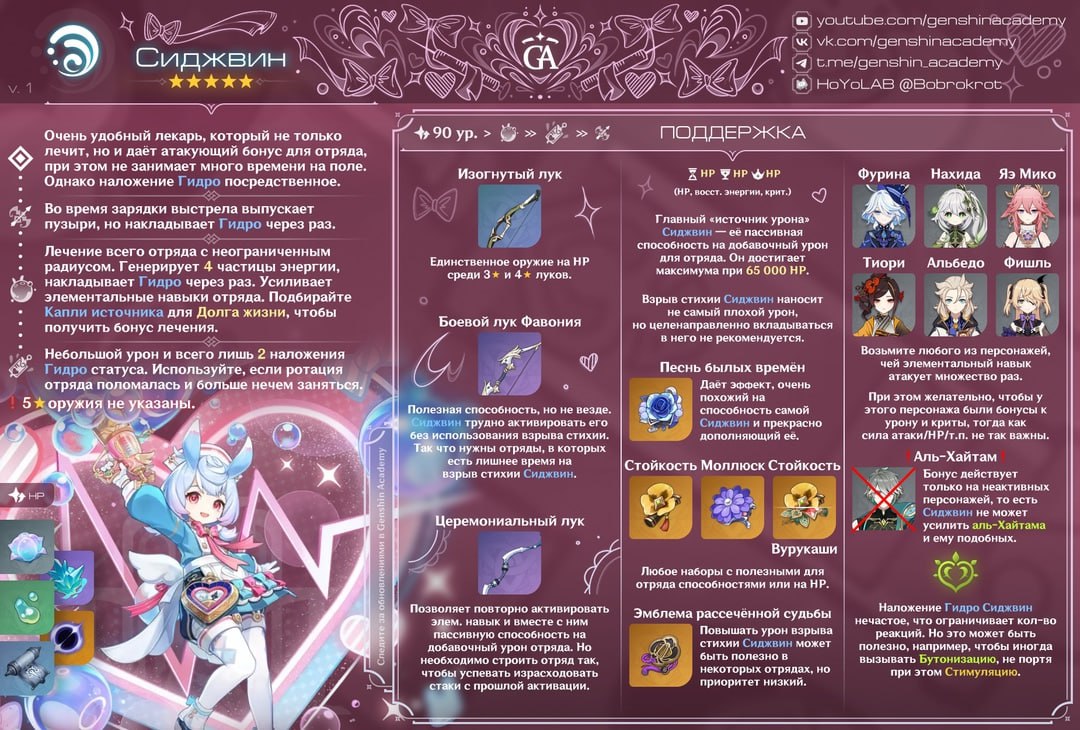 Сиджвин
v. 1
GA
youtube.com/genshinacademy
vk.com/genshinacademy
t.me/genshin_academy
HoYoLAB @Bobrokrot
Очень удобный лекарь, который не только
лечит, но и даёт атакующий бонус для отряда,
при этом не занимает много времени на поле.
Однако наложение Гидро посредственное.
Во время зарядки выстрела выпускает
пузыри, но накладывает Гидро через раз.
Лечение всего отряда с неограниченным
радиусом. Генерирует 4 частицы энергии,
накладывает Гидро через раз. Усиливает
элементальные навыки отряда. Подбирайте
Капли источника для Долга жизни, чтобы
получить бонус лечения.
Небольшой урон и всего лишь 2 наложения
Гидро статуса. Используйте, если ротация
отряда поломалась и больше нечем заняться.
! 5★оружия не указаны.
HP
Следите за обновлениями в Genshin Academy
90 ур. > >> >>
ПОДДЕРЖКА
Изогнутый лук
Единственное оружие на HP
среди 3★ и 4★ луков.
Боевой лук Фавония
Полезная способность, но не везде.
Сиджвин трудно активировать его
без использования взрыва стихии.
Так что нужны отряды, в которых
есть лишнее время на
взрыв стихии Сиджвин.
Церемониальный лук
Позволяет повторно активировать
элем. навык и вместе с ним
пассивную способность на
добавочный урон отряда. Но
необходимо строить отряд так,
чтобы успевать израсходовать
стаки с прошлой активации.
HP HP HP
(HP, восст. энергии, крит.)
Главный «источник урона»
Сиджвин — её пассивная
способность на добавочный урон
для отряда. Он достигает
максимума при 65 000 HP.
Взрыв стихии Сиджвин наносит
не самый плохой урон,
но целенаправленно вкладываться
в него не рекомендуется.
Песнь былых времён
Даёт эффект, очень
похожий на
способность самой
Сиджвин и прекрасно
дополняющий её.
Стойкость Моллюск Стойкость
Вурукаши
Любое наборы с полезными для
отряда способностями или на HP.
Эмблема рассечённой судьбы
Повышать урон взрыва
стихии Сиджвин может
быть полезно в
некоторых отрядах, но
приоритет низкий.
Фурина Нахида Яэ Мико
Тиори Альбедо Фишль
Возьмите любого из персонажей,
чей элементальный навык
атакует множество раз.
При этом желательно, чтобы у
этого персонажа были бонусы к
урону и криты, тогда как
сила атаки/HP/т.п. не так важны.
! Аль-Хайтам !
Бонус действует
только на неактивных
персонажей, то есть
Сиджвин не может
усилить аль-Хайтама
и ему подобных.
Наложение Гидро Сиджвин
нечастое, что ограничивает кол-во
реакций. Но это может быть
полезно, например, чтобы иногда
вызывать Бутонизацию, не портя
при этом Стимуляцию.